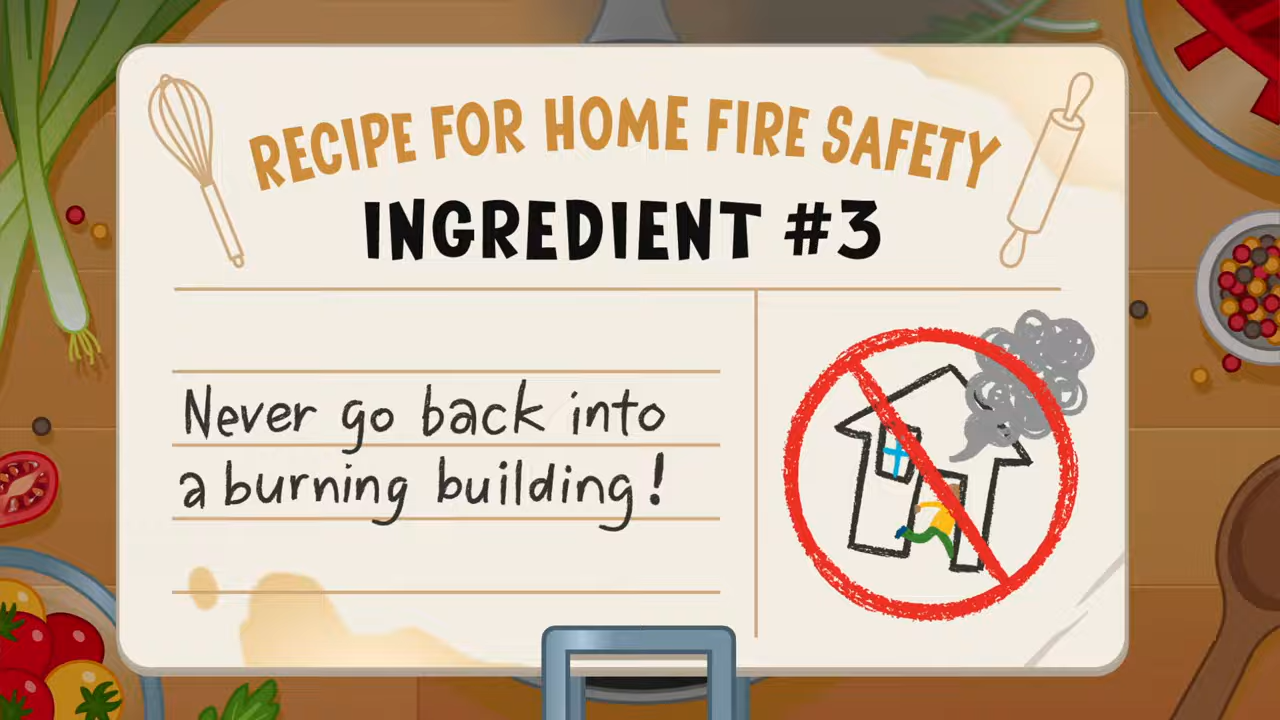 RECIPE FOR HOME FIRE SAFETY
INGREDIENT #3
Never go back into
a burning building!